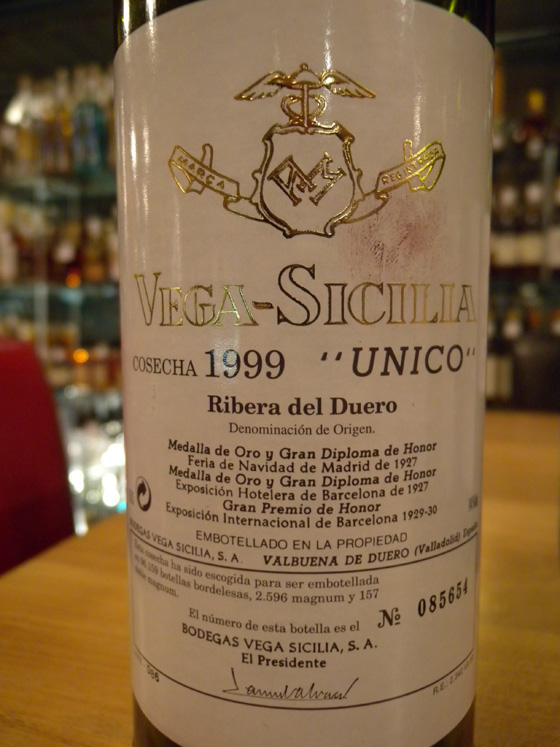 MARCA
REGISTRADA
VEGA-SICILIA
COSECHA 1999 "UNICO"
Ribera del Duero
Denominación de Origen.
Medalla de Oro y Gran Diploma de Honor
Feria de Navidad de Madrid de 1927
Medalla de Oro y Gran Diploma de Honor
Exposición Hotelera de Barcelona de 1927
Gran Premio de Honor
Exposición Internacional de Barcelona 1929-30
EMBOTELLADO EN LA PROPIEDAD
BODEGAS VEGA SICILIA, S. A. VALBUENA DE DUERO (Valladolid) España
Esta cosecha ha sido escogida para ser embotellada
96.159 botellas bordelesas, 2.596 magnum y 157
magnum.
El número de esta botella es el Nº 085654
BODEGAS VEGA SICILIA, S. A.
El Presidente